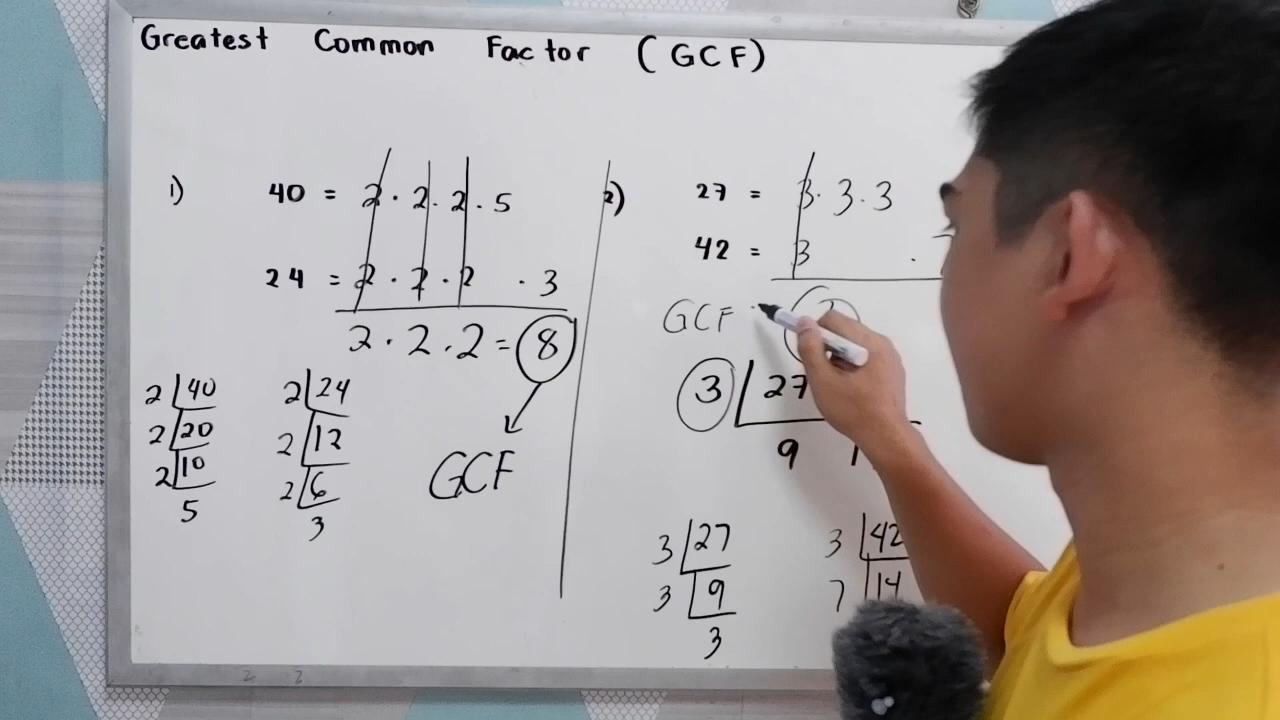 Greatest Common Factor (GCF)
1) 40 = 2 · 2 · 2 · 5
24 = 2 · 2 · 2 · 3
2 · 2 · 2 = 8
GCF
2 40
2 20
2 10
5
2 24
2 12
2 6
3
2) 27 = 3 · 3 · 3
42 = 3 ·
GCF
3 27
9
3 27
3 9
3
3 42
7 14